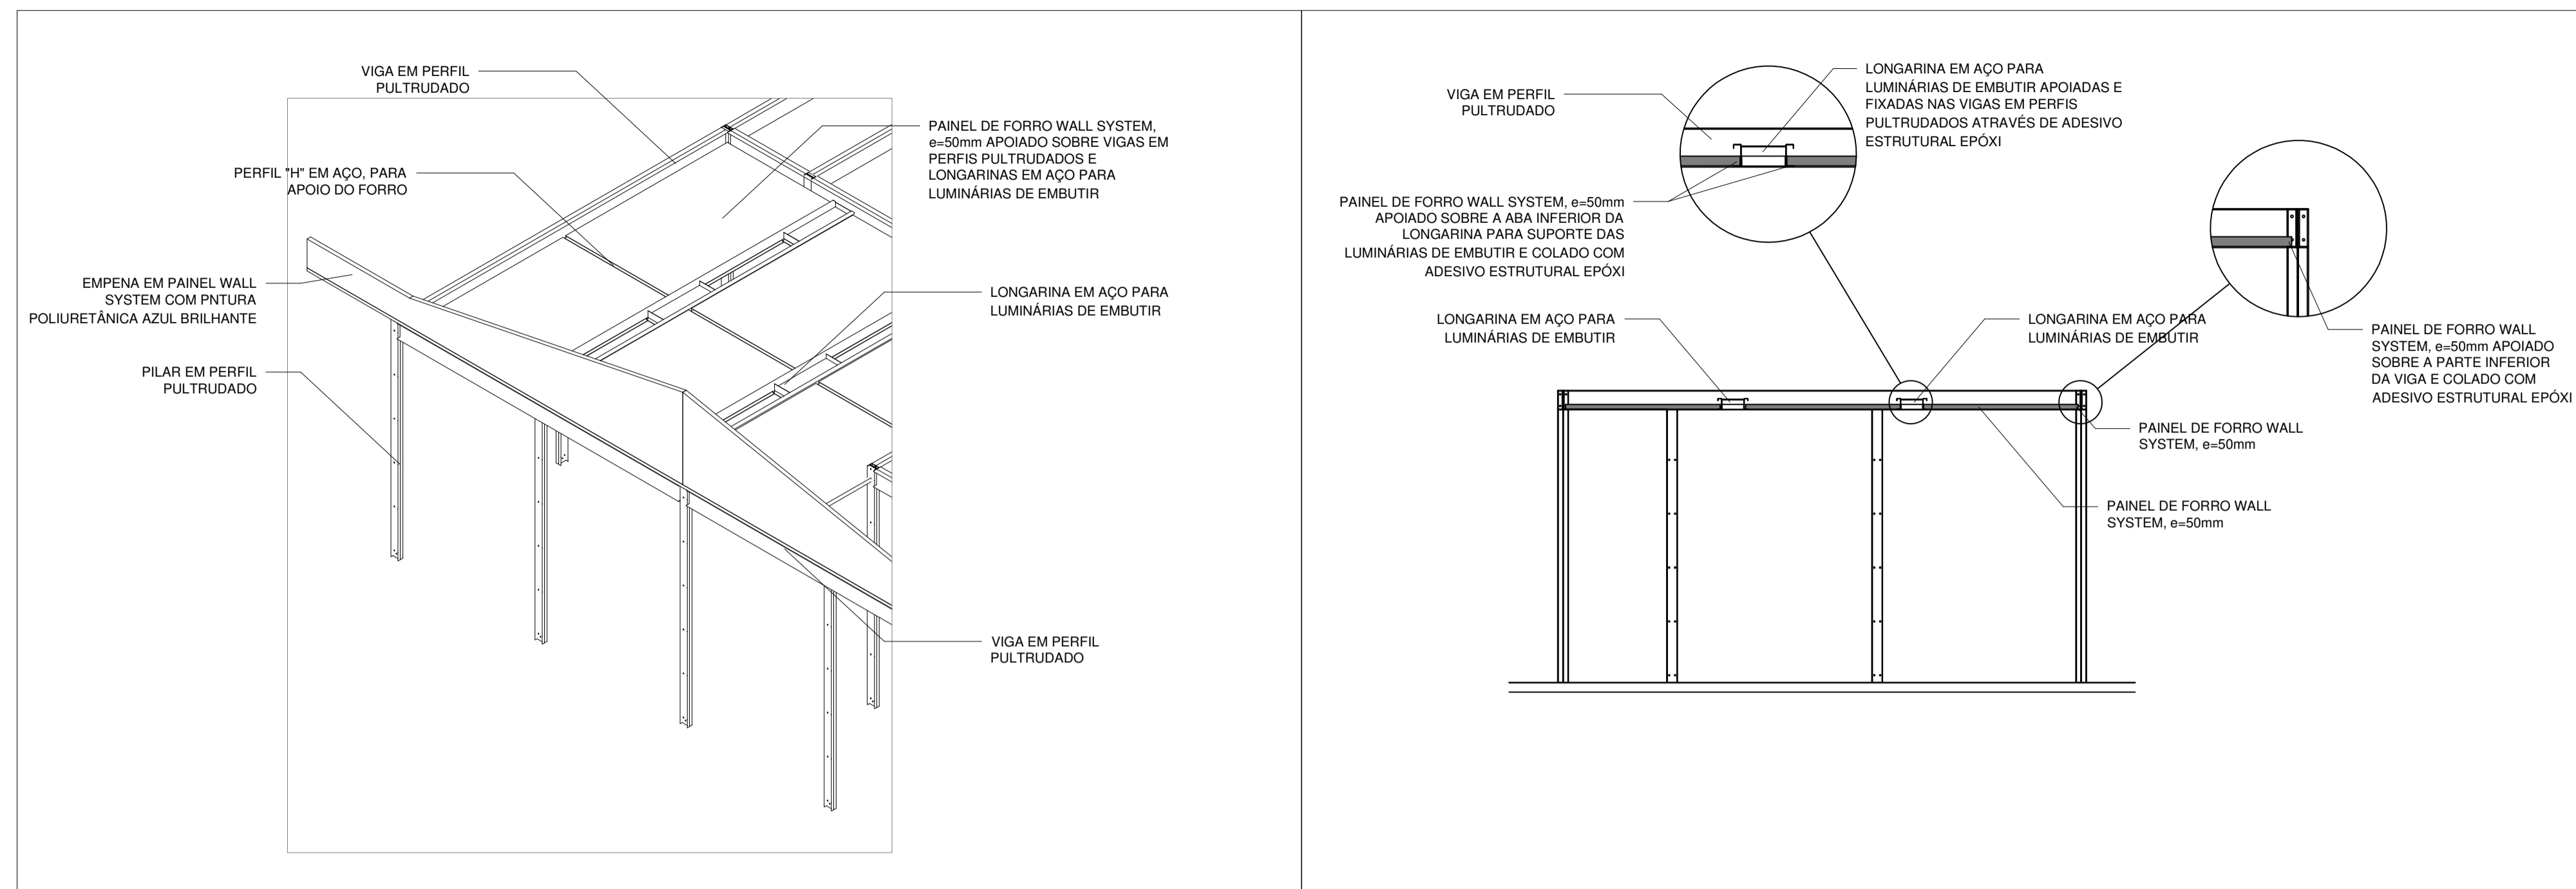 VIGA EM PERFIL
PULTRUDADO
PAINEL DE FORRO WALL SYSTEM,
e=50mm APOIADO SOBRE VIGAS EM
PERFIS PULTRUDADOS E
LONGARINAS EM AÇO PARA
LUMINÁRIAS DE EMBUTIR
PERFIL "H" EM AÇO, PARA
APOIO DO FORRO
EMPENA EM PAINEL WALL
SYSTEM COM PNTURA
POLIURETÂNICA AZUL BRILHANTE
LONGARINA EM AÇO PARA
LUMINÁRIAS DE EMBUTIR
PILAR EM PERFIL
PULTRUDADO
VIGA EM PERFIL
PULTRUDADO
VIGA EM PERFIL
PULTRUDADO
LONGARINA EM AÇO PARA
LUMINÁRIAS DE EMBUTIR APOIADAS E
FIXADAS NAS VIGAS EM PERFIS
PULTRUDADOS ATRAVÉS DE ADESIVO
ESTRUTURAL EPÓXI
PAINEL DE FORRO WALL SYSTEM, e=50mm
APOIADO SOBRE A ABA INFERIOR DA
LONGARINA PARA SUPORTE DAS
LUMINÁRIAS DE EMBUTIR E COLADO COM
ADESIVO ESTRUTURAL EPÓXI
LONGARINA EM AÇO PARA
LUMINÁRIAS DE EMBUTIR
LONGARINA EM AÇO PARA
LUMINÁRIAS DE EMBUTIR
PAINEL DE FORRO WALL
SYSTEM, e=50mm APOIADO
SOBRE A PARTE INFERIOR
DA VIGA E COLADO COM
ADESIVO ESTRUTURAL EPÓXI
PAINEL DE FORRO WALL
SYSTEM, e=50mm
PAINEL DE FORRO WALL
SYSTEM, e=50mm